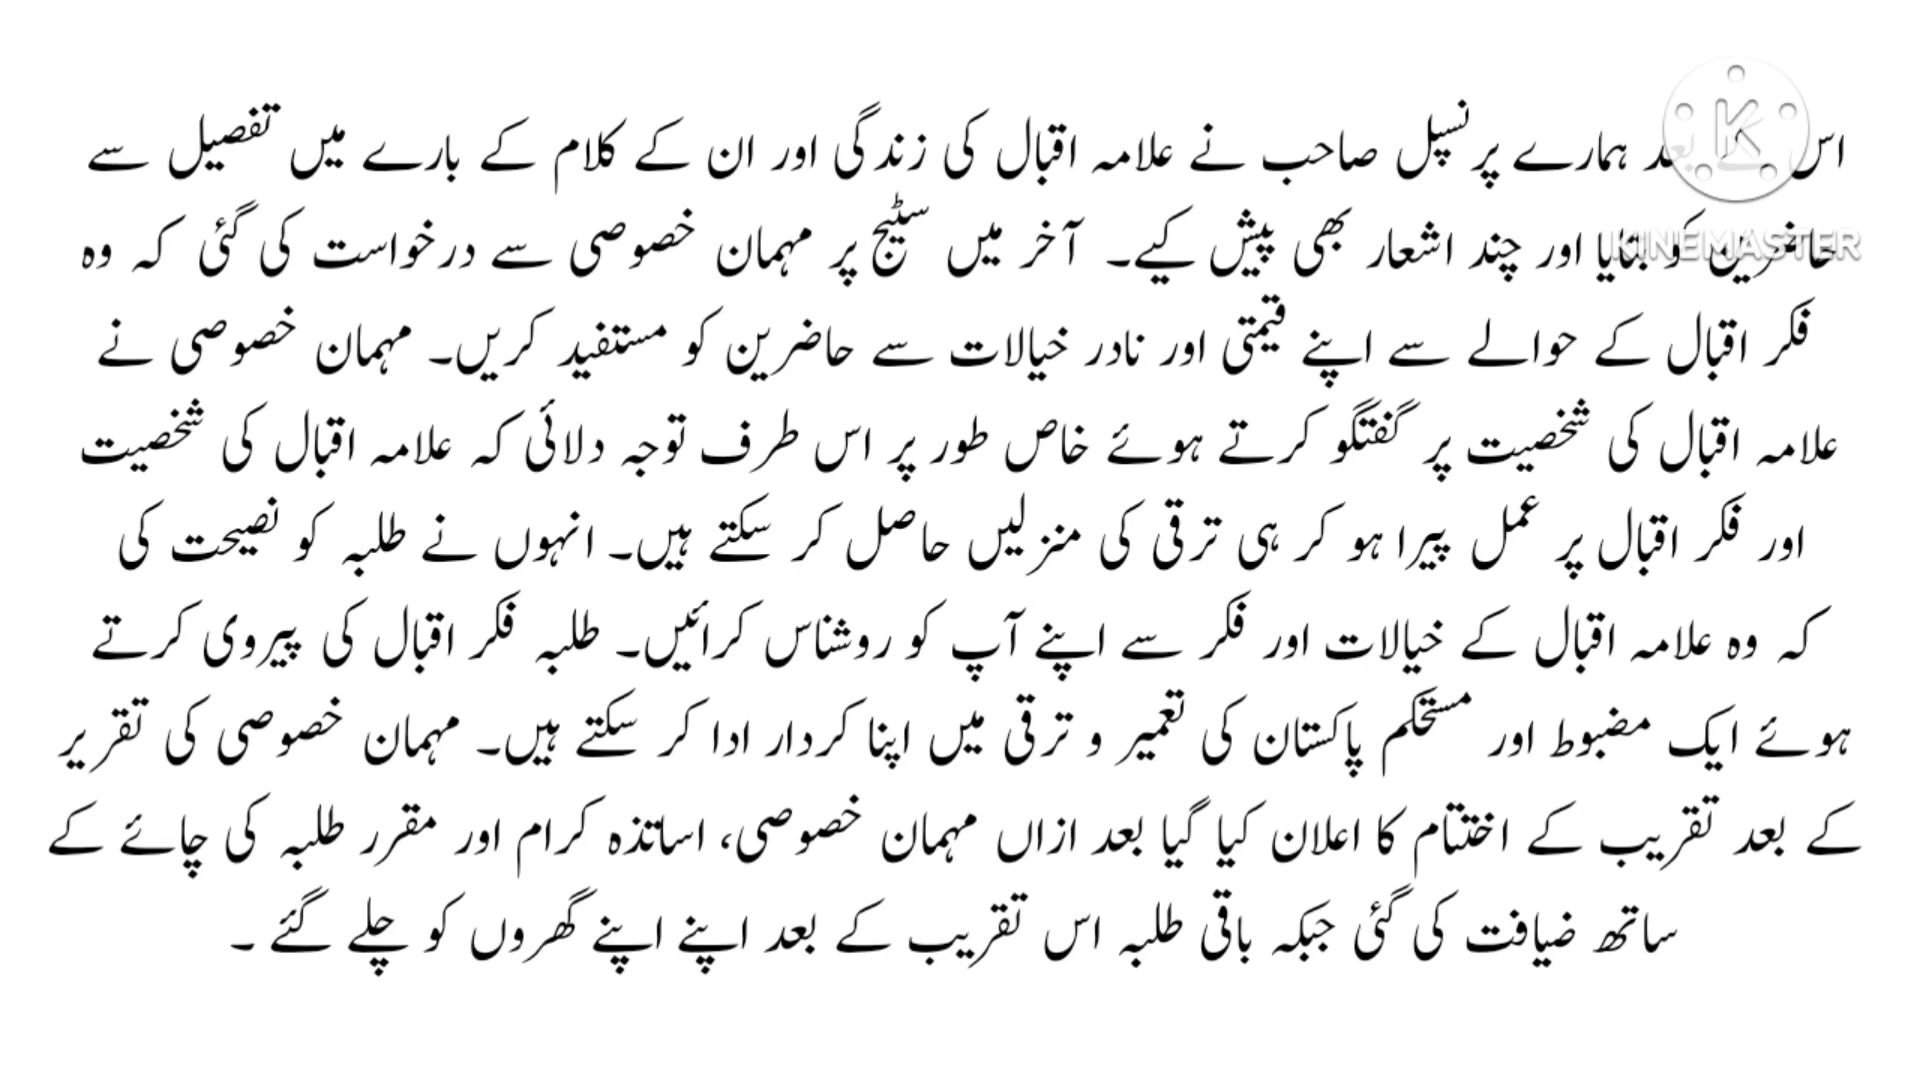 اس کے بعد ہمارے پرنسپل صاحب نے علامہ اقبال کی زندگی اور ان کے کلام کے بارے میں تفصیل سے
حاضرین کو بتایا اور چند اشعار بھی پیش کیے۔ آخر میں سٹیج پر مہمان خصوصی سے درخواست کی گئی کہ وہ
فکر اقبال کے حوالے سے اپنے قیمتی اور نادر خیالات سے حاضرین کو مستفید کریں۔ مہمان خصوصی نے
علامہ اقبال کی شخصیت پر گفتگو کرتے ہوئے خاص طور پر اس طرف توجہ دلائی کہ علامہ اقبال کی شخصیت
اور فکر اقبال پر عمل پیرا ہو کر ہی ترقی کی منزلیں حاصل کر سکتے ہیں۔ انہوں نے طلبہ کو نصیحت کی
کہ وہ علامہ اقبال کے خیالات اور فکر سے اپنے آپ کو روشناس کرائیں۔ طلبہ فکر اقبال کی پیروی کرتے
ہوئے ایک مضبوط اور مستحکم پاکستان کی تعمیر و ترقی میں اپنا کردار ادا کر سکتے ہیں۔ مہمان خصوصی کی تقریر
کے بعد تقریب کے اختتام کا اعلان کیا گیا بعد ازاں مہمان خصوصی، اساتذہ کرام اور مقرر طلبہ کی چائے کے
ساتھ ضیافت کی گئی جبکہ باقی طلبہ اس تقریب کے بعد اپنے اپنے گھروں کو چلے گئے ۔
KINEMASTER